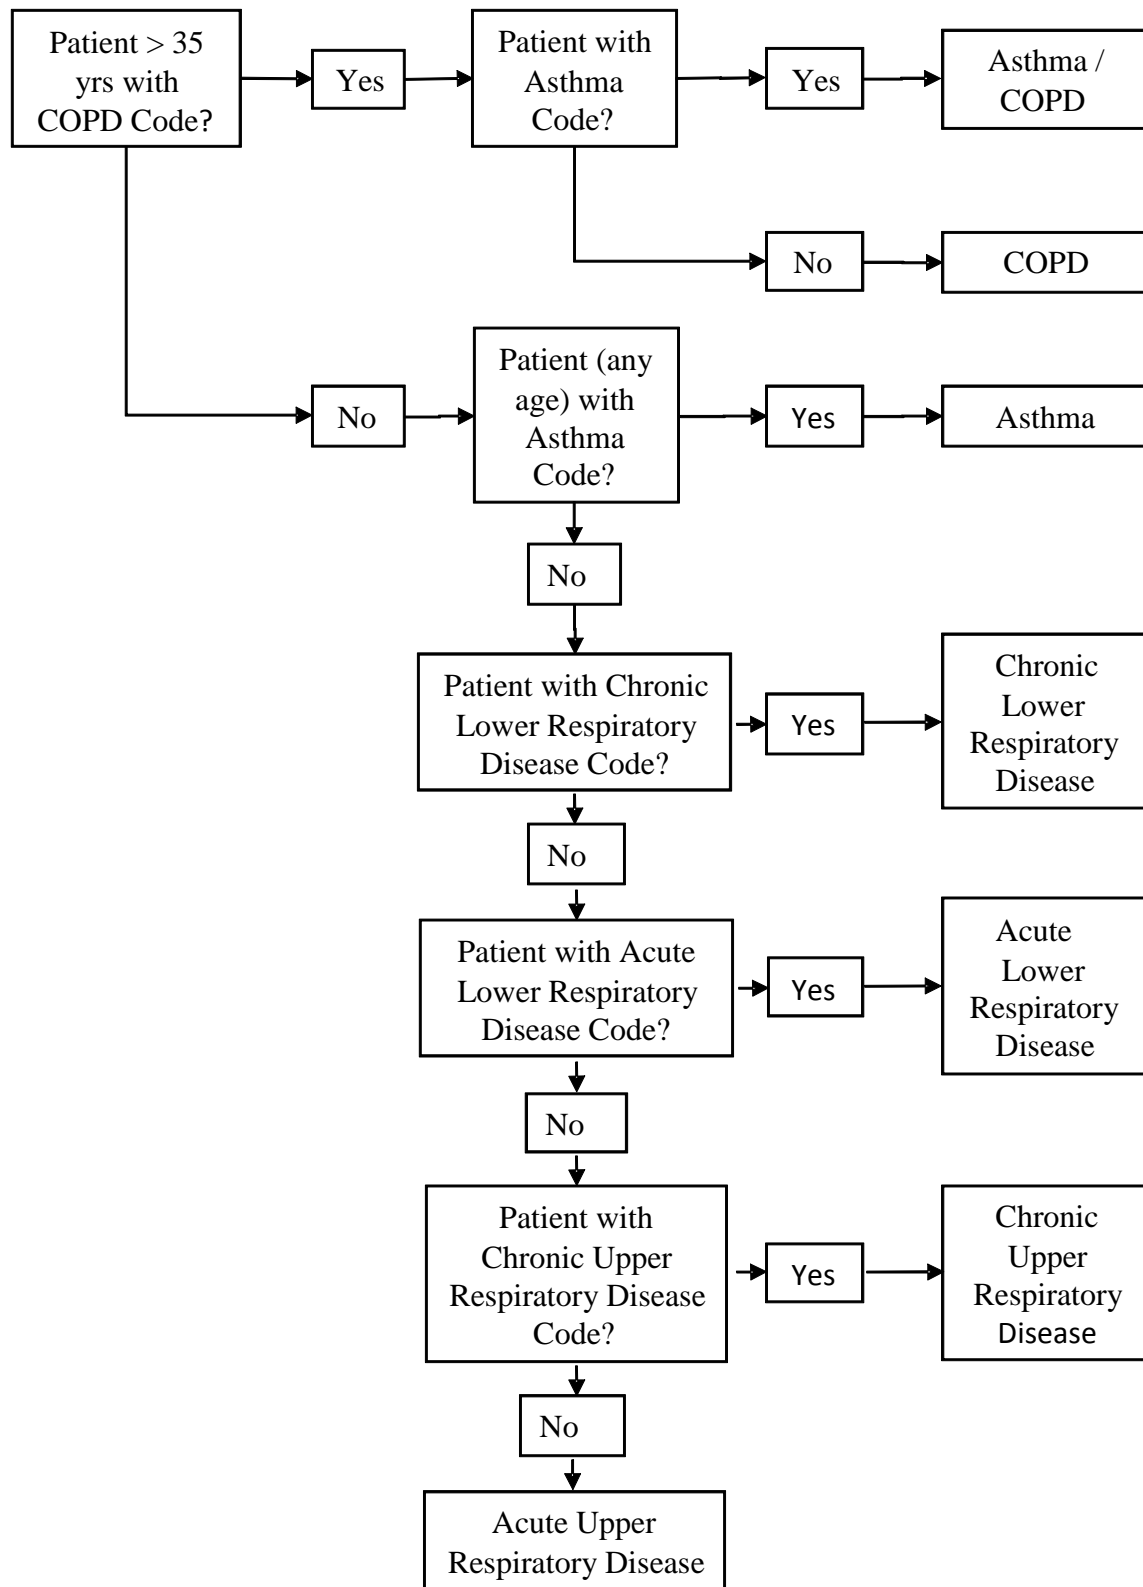 Patient > 35
yrs with
COPD Code?
Yes
Patient with
Asthma
Code?
Yes
Asthma /
COPD
No
COPD
No
Patient (any
age) with
Asthma
Code?
Yes
Asthma
No
Patient with Chronic
Lower Respiratory
Disease Code?
Yes
Chronic
Lower
Respiratory
Disease
No
Patient with Acute
Lower Respiratory
Disease Code?
Yes
Acute
Lower
Respiratory
Disease
No
Patient with
Chronic Upper
Respiratory Disease
Code?
Yes
Chronic
Upper
Respiratory
Disease
No
Acute Upper
Respiratory Disease